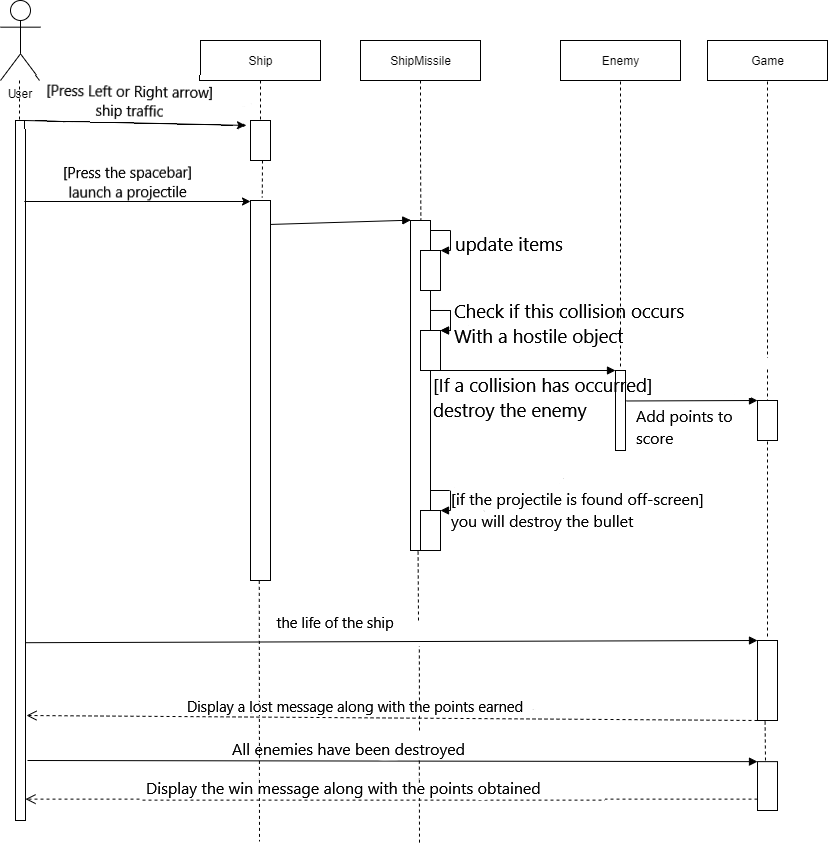 Ship
ShipMissile
Enemy
Game
User
[Press Left or Right arrow]
ship traffic
[Press the spacebar]
launch a projectile
update items
Check if this collision occurs
With a hostile object
[If a collision has occurred]
destroy the enemy
Add points to
score
[if the projectile is found off-screen]
you will destroy the bullet
the life of the ship
Display a lost message along with the points earned
All enemies have been destroyed
Display the win message along with the points obtained